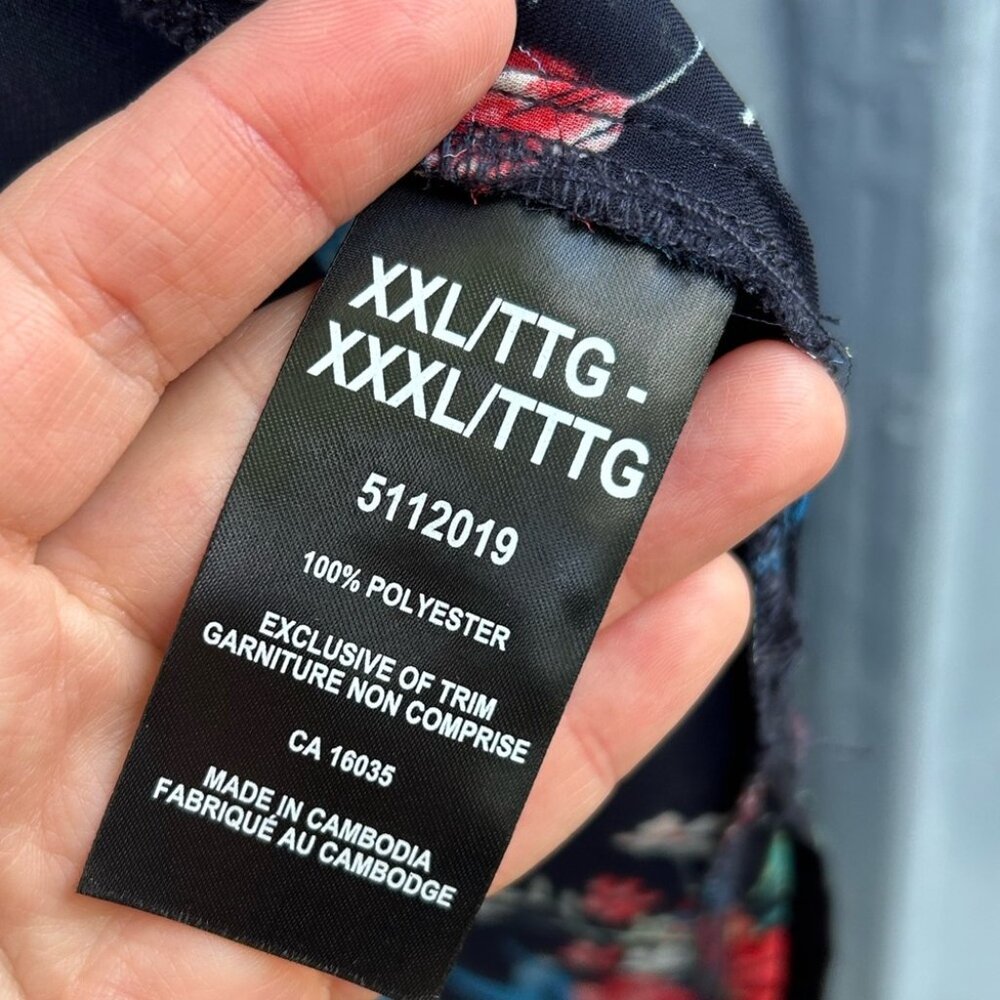 XXL/TTG -
XXXL/TTTG
5112019
100% POLYESTER
EXCLUSIVE OF TRIM
GARNITURE NON COMPRISE
CA 16035
MADE IN CAMBODIA
FABRIQUÉ AU CAMBODGE